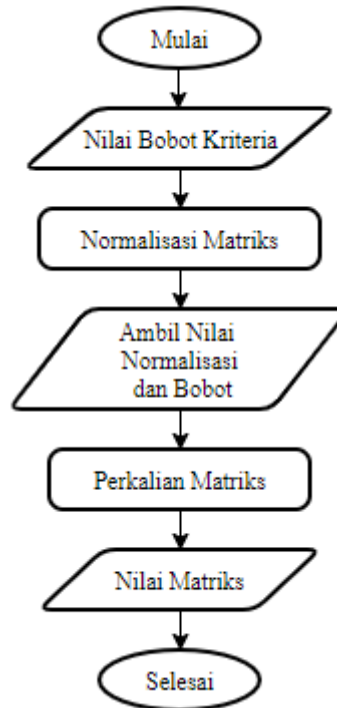 Mulai
Nilai Bobot Kriteria
Normalisasi Matriks
Ambil Nilai
Normalisasi
dan Bobot
Perkalian Matriks
Nilai Matriks
Selesai